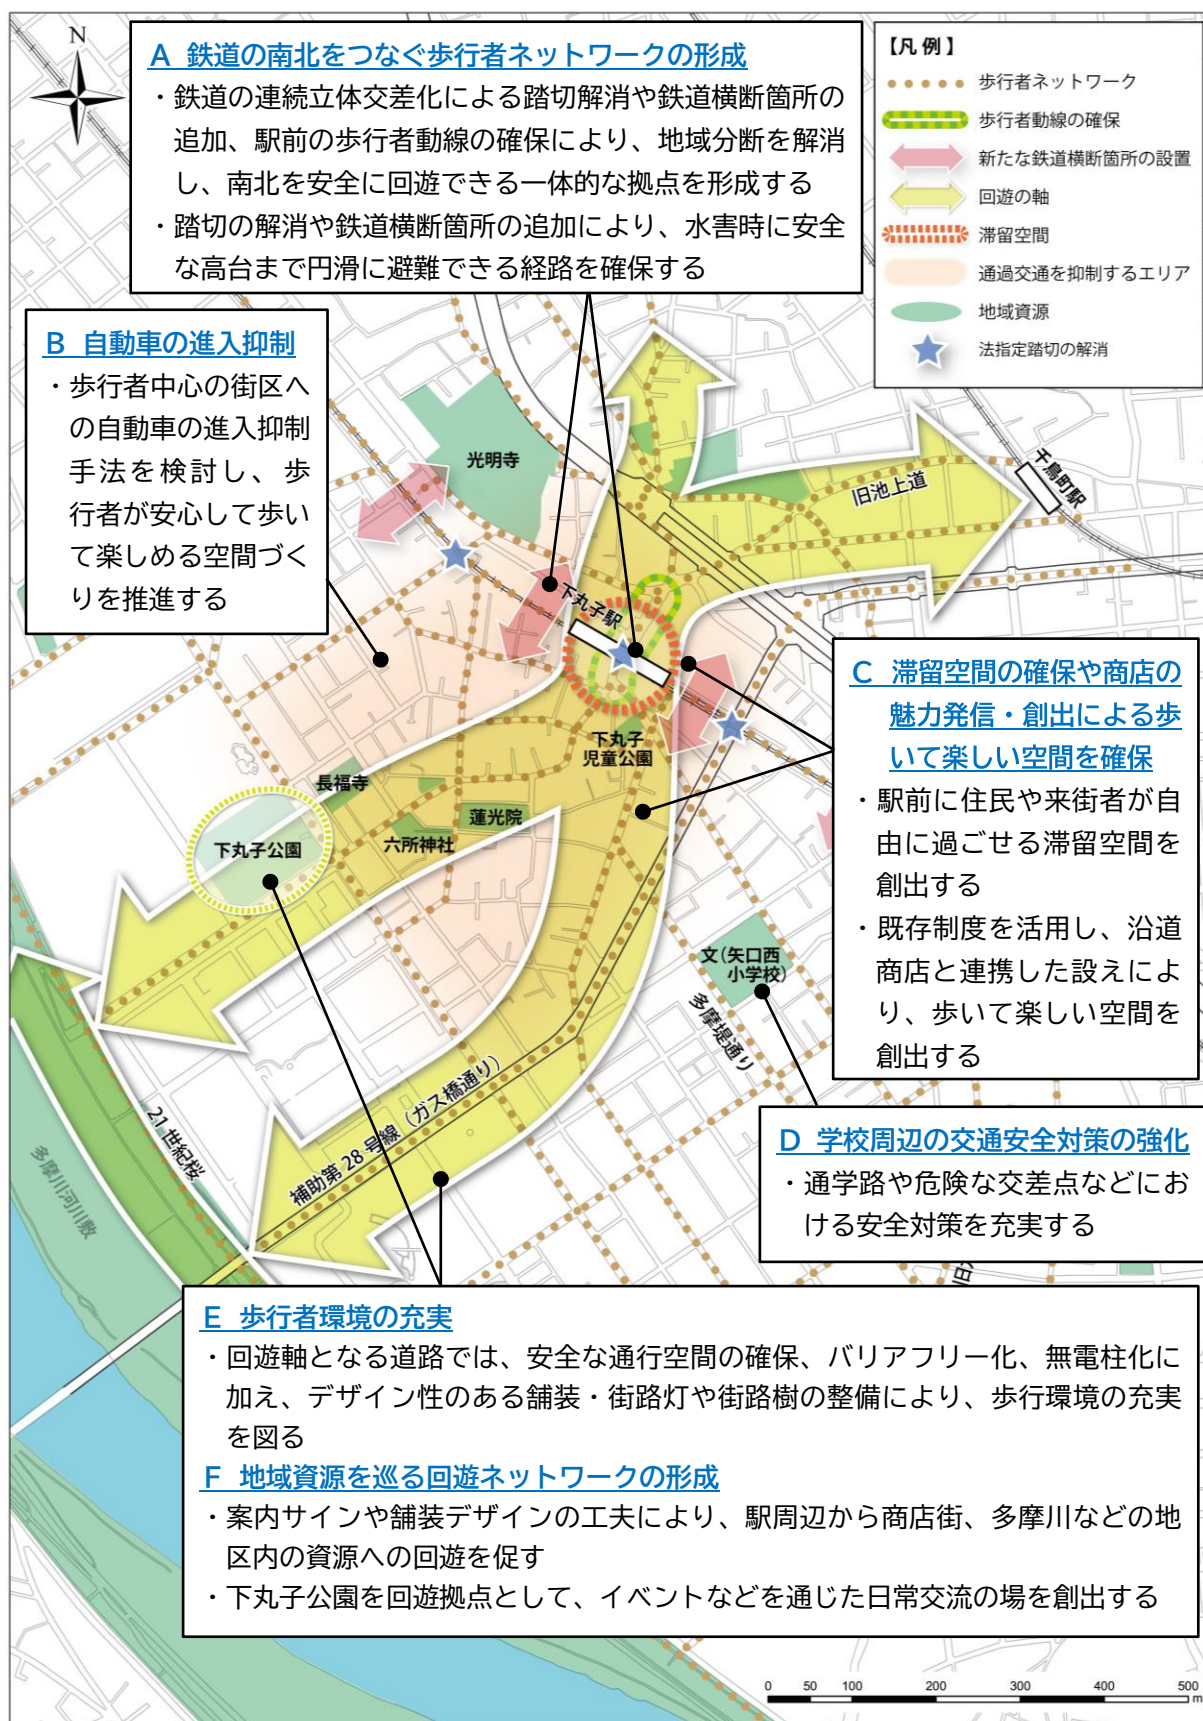 N
A 鉄道の南北をつなぐ歩行者ネットワークの形成
・鉄道の連続立体交差化による踏切解消や鉄道横断箇所の
追加、駅前の歩行者動線の確保により、地域分断を解消
し、南北を安全に回遊できる一体的な拠点を形成する
・踏切の解消や鉄道横断箇所の追加により、水害時に安全
な高台まで円滑に避難できる経路を確保する
【凡例】
歩行者ネットワーク
歩行者動線の確保
新たな鉄道横断箇所の設置
回遊の軸
滞留空間
通過交通を抑制するエリア
地域資源
法指定踏切の解消
B 自動車の進入抑制
・歩行者中心の街区へ
の自動車の進入抑制
手法を検討し、歩
行者が安心して歩い
て楽しめる空間づく
りを推進する
光明寺
旧池上道
千鳥町駅
下丸子駅
下丸子
児童公園
長福寺
蓮光院
六所神社
下丸子公園
C 滞留空間の確保や商店の
魅力発信・創出による歩
いて楽しい空間を確保
・駅前に住民や来街者が自
由に過ごせる滞留空間を
創出する
・既存制度を活用し、沿道
商店と連携した設えによ
り、歩いて楽しい空間を
創出する
文(矢口西
小学校)
多摩堤通り
補助第28号線(ガス橋通り)
21世紀桜
多摩川河川敷
D 学校周辺の交通安全対策の強化
・通学路や危険な交差点などにお
ける安全対策を充実する
旧
E 歩行者環境の充実
・回遊軸となる道路では、安全な通行空間の確保、バリアフリー化、無電柱化に
加え、デザイン性のある舗装・街路灯や街路樹の整備により、歩行環境の充実
を図る
F 地域資源を巡る回遊ネットワークの形成
・案内サインや舗装デザインの工夫により、駅周辺から商店街、多摩川などの地
区内の資源への回遊を促す
・下丸子公園を回遊拠点として、イベントなどを通じた日常交流の場を創出する
0 50 100 200 300 400 500
m